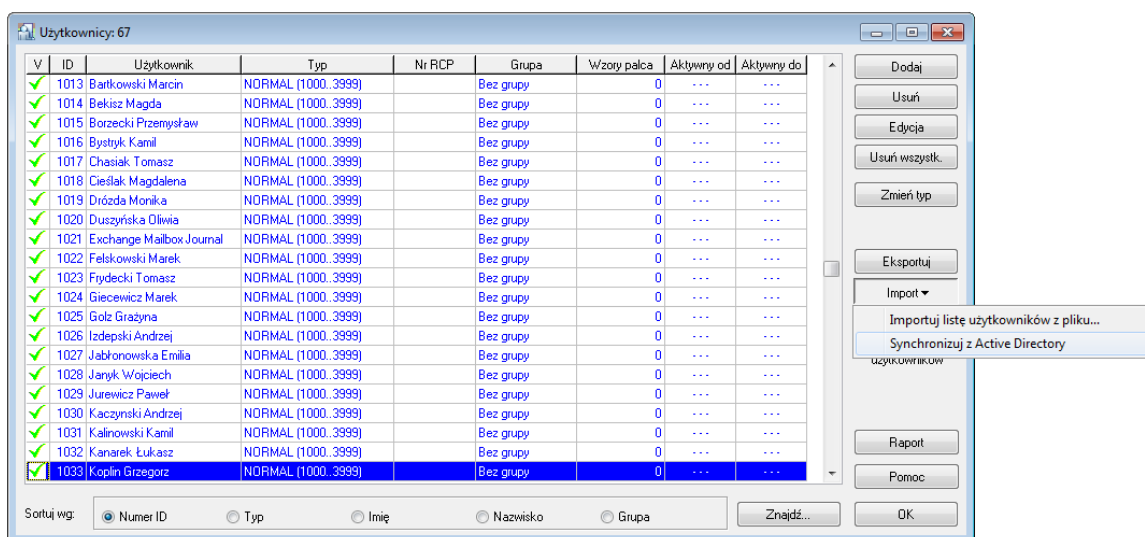 Użytkownicy: 67
V ID Użytkownik Typ Nr RCP Grupa Wzory palca Aktywny od Aktywny do
1013 Bartkowski Marcin NORMAL (1000..3999) Bez grupy 0 - - - - - -
1014 Bekisz Magda NORMAL (1000..3999) Bez grupy 0 - - - - - -
1015 Borzecki Przemysław NORMAL (1000..3999) Bez grupy 0 - - - - - -
1016 Bystryk Kamil NORMAL (1000..3999) Bez grupy 0 - - - - - -
1017 Chasiak Tomasz NORMAL (1000..3999) Bez grupy 0 - - - - - -
1018 Cieślak Magdalena NORMAL (1000..3999) Bez grupy 0 - - - - - -
1019 Drózda Monika NORMAL (1000..3999) Bez grupy 0 - - - - - -
1020 Duszyńska Oliwia NORMAL (1000..3999) Bez grupy 0 - - - - - -
1021 Exchange Mailbox Journal NORMAL (1000..3999) Bez grupy 0 - - - - - -
1022 Felskowski Marek NORMAL (1000..3999) Bez grupy 0 - - - - - -
1023 Frydecki Tomasz NORMAL (1000..3999) Bez grupy 0 - - - - - -
1024 Giecewicz Marek NORMAL (1000..3999) Bez grupy 0 - - - - - -
1025 Golz Grażyna NORMAL (1000..3999) Bez grupy 0 - - - - - -
1026 Izdepski Andrzej NORMAL (1000..3999) Bez grupy 0 - - - - - -
1027 Jabłonowska Emilia NORMAL (1000..3999) Bez grupy 0 - - - - - -
1028 Janyk Wojciech NORMAL (1000..3999) Bez grupy 0 - - - - - -
1029 Jurewicz Paweł NORMAL (1000..3999) Bez grupy 0 - - - - - -
1030 Kaczynski Andrzej NORMAL (1000..3999) Bez grupy 0 - - - - - -
1031 Kalinowski Kamil NORMAL (1000..3999) Bez grupy 0 - - - - - -
1032 Kanarek Łukasz NORMAL (1000..3999) Bez grupy 0 - - - - - -
1033 Koplin Grzegorz NORMAL (1000..3999) Bez grupy 0 - - - - - -
Dodaj
Usuń
Edycja
Usuń wszystk.
Zmień typ
Eksportuj
Import
Importuj listę użytkowników z pliku...
Synchronizuj z Active Directory
użytkowników
Raport
Pomoc
Sortuj wg: Numer ID Typ Imię Nazwisko Grupa Znajdź... OK